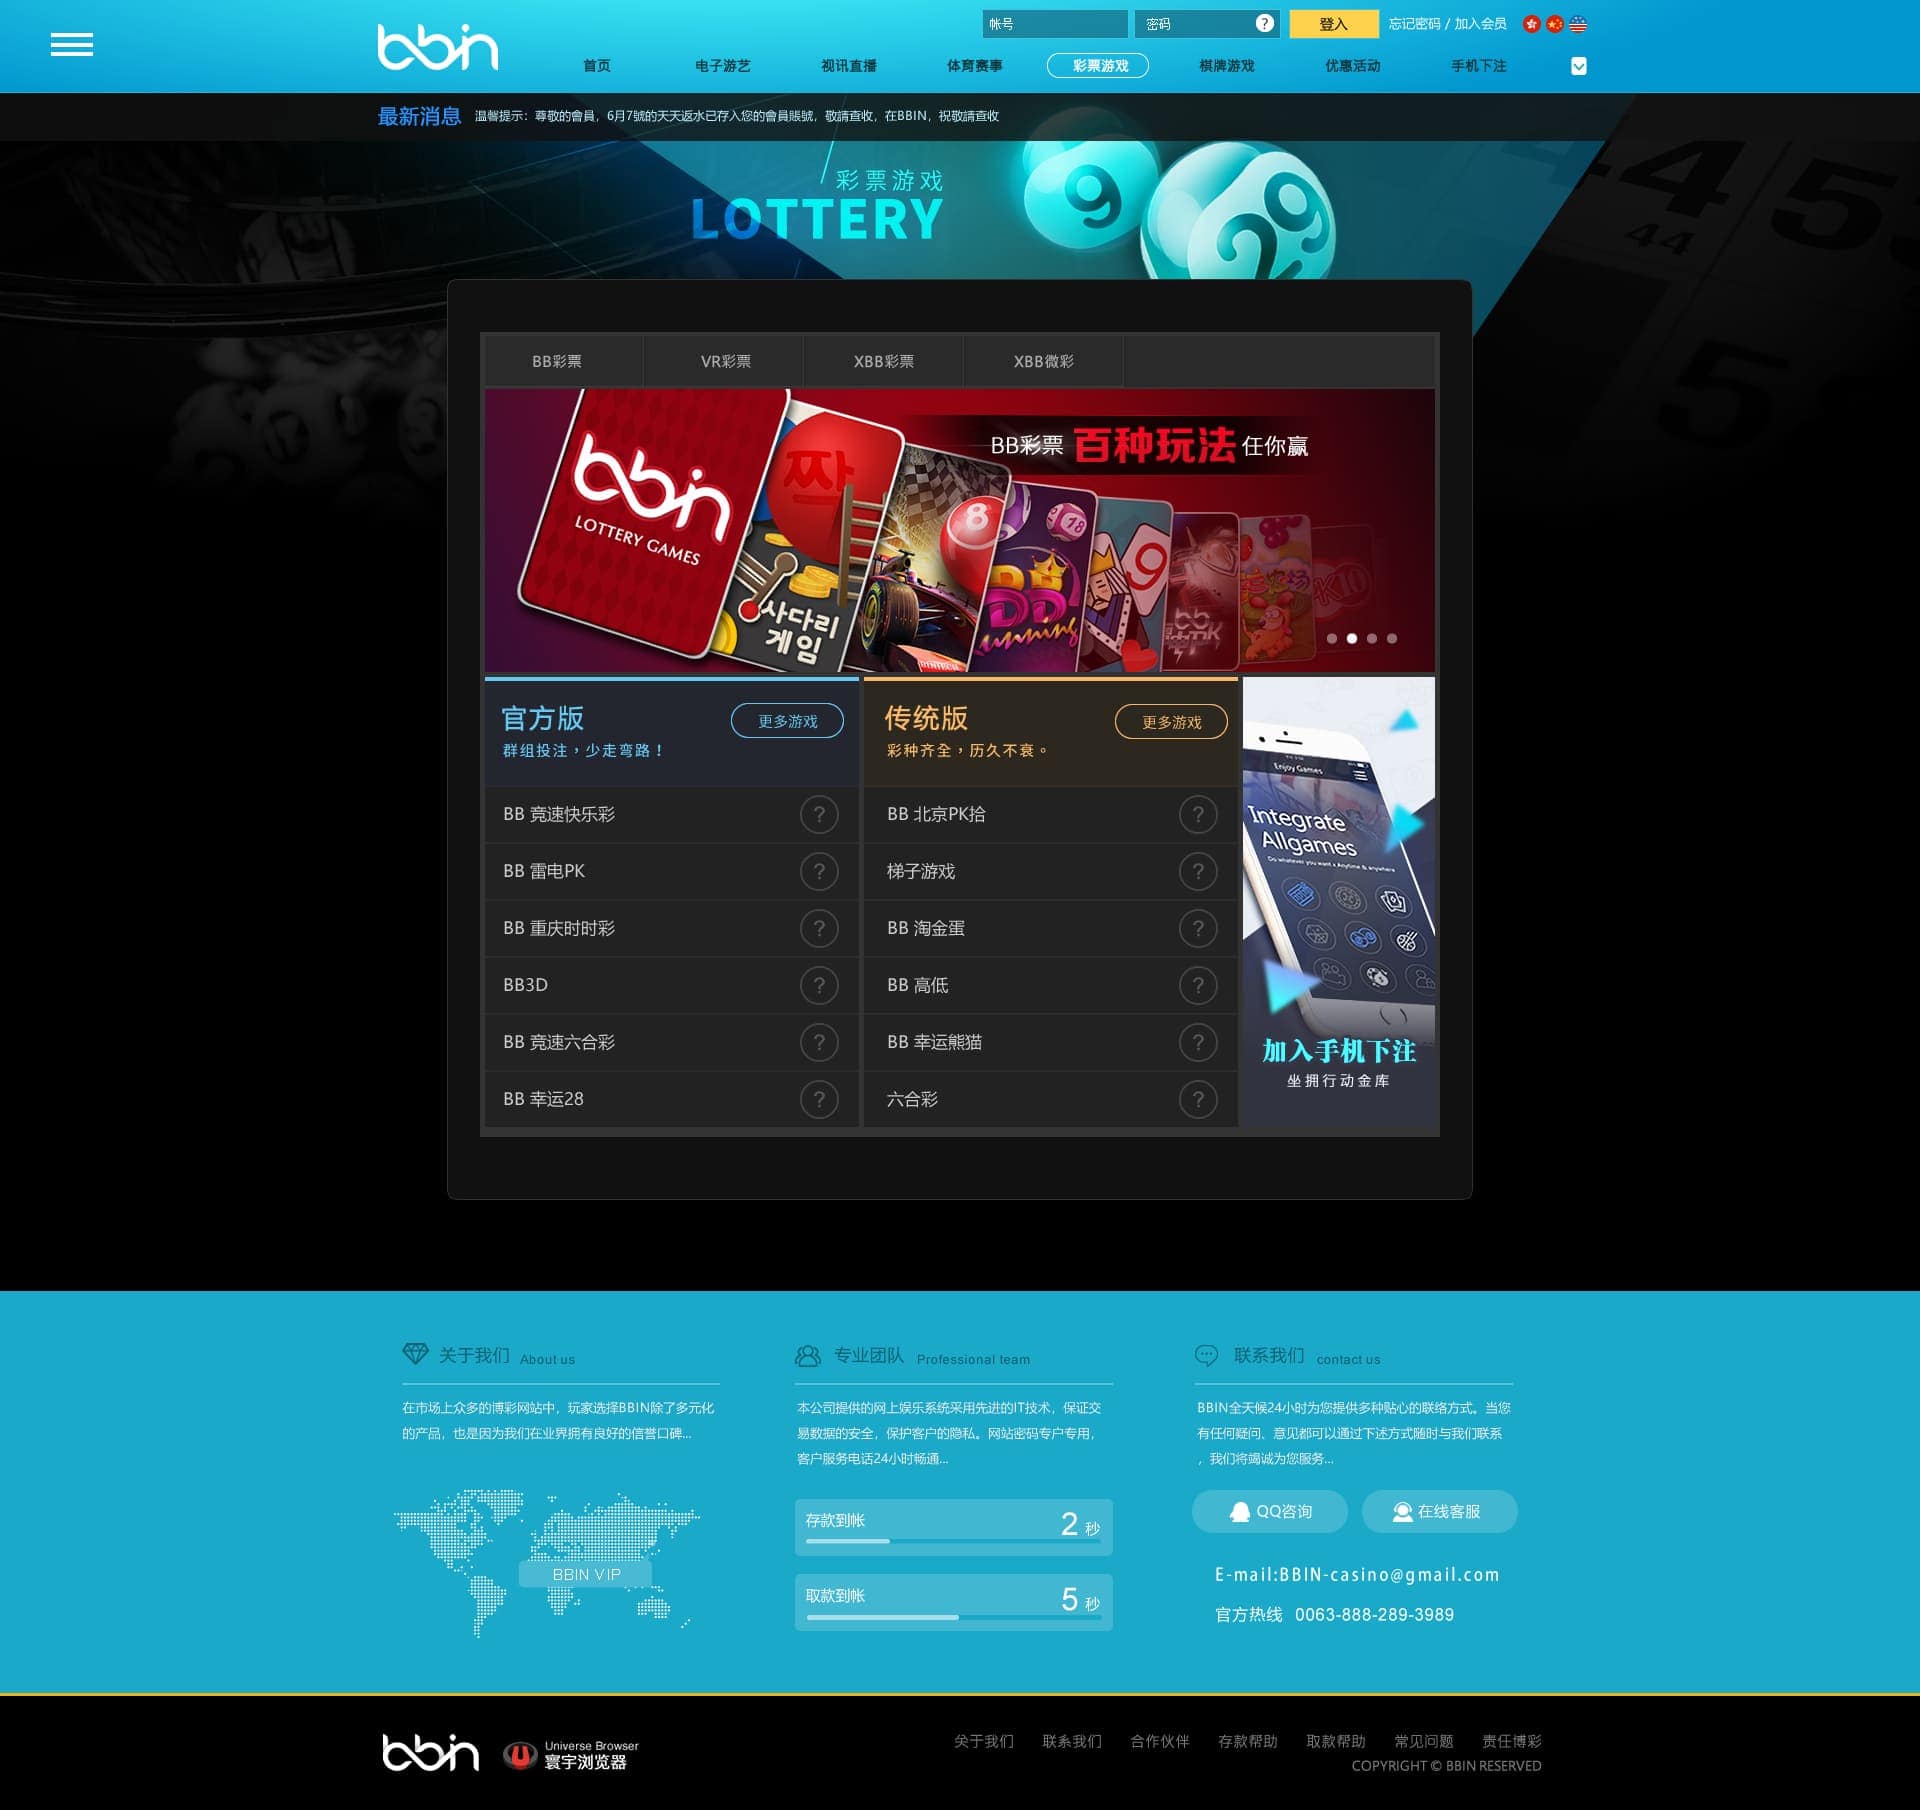 帐号
密码
?
登入
忘记密码 / 加入会员
bbin
首页
电子游艺
视讯直播
体育赛事
彩票游戏
棋牌游戏
优惠活动
手机下注
最新消息
温馨提示：尊敬的會員，6月7號的天天返水已存入您的會員賬號，敬請查收，在BBIN，祝敬請查收
彩票游戏
LOTTERY
9
29
44
44
5
5
BB彩票
VR彩票
XBB彩票
XBB微彩
BB彩票 百种玩法 任你赢
bbin
LOTTERY GAMES
짝
사다리
게임
8
18
9
官方版
更多游戏
群组投注，少走弯路！
传统版
更多游戏
彩种齐全，历久不衰。
BB 竞速快乐彩
?
BB 北京PK拾
?
BB 雷电PK
?
梯子游戏
?
BB 重庆时时彩
?
BB 淘金蛋
?
BB3D
?
BB 高低
?
BB 竞速六合彩
?
BB 幸运熊猫
?
BB 幸运28
?
六合彩
?
Enjoy Games
Integrate
Allgames
Do whatever you want x Anytime & anywhere
加入手机下注
坐拥行动金库
关于我们 About us
在市场上众多的博彩网站中，玩家选择BBIN除了多元化
的产品，也是因为我们在业界拥有良好的信誉口碑...
BBIN VIP
专业团队 Professional team
本公司提供的网上娱乐系统采用先进的IT技术，保证交
易数据的安全，保护客户的隐私。网站密码专户专用，
客户服务电话24小时畅通...
存款到帐 2 秒
取款到帐 5 秒
联系我们 contact us
BBIN全天候24小时为您提供多种贴心的联络方式。当您
有任何疑问、意见都可以通过下述方式随时与我们联系
，我们将竭诚为您服务...
QQ咨询
在线客服
E-mail:BBIN-casino@gmail.com
官方热线 0063-888-289-3989
bbin
Universe Browser
寰宇浏览器
关于我们
联系我们
合作伙伴
存款帮助
取款帮助
常见问题
责任博彩
COPYRIGHT © BBIN RESERVED